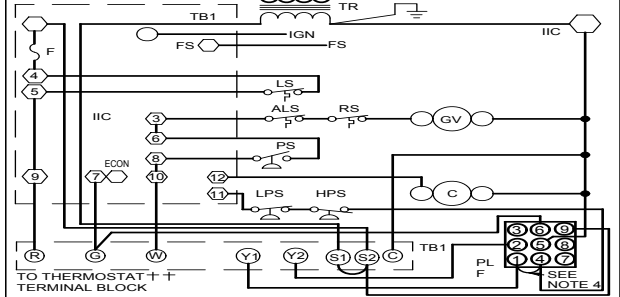 TR
TB1
IGN
IIC
FS
FS
F
4
LS
5
ALS
RS
IIC
3
GV
6
PS
8
ECON
9
7
10
12
C
11
LPS
HPS
3 6 9
R
G
W
Y1
Y2
S1
S2
C
TB1
2 5 8
PL
F
1 4 7
TO THERMOSTAT ++
TERMINAL BLOCK
SEE
NOTE 4